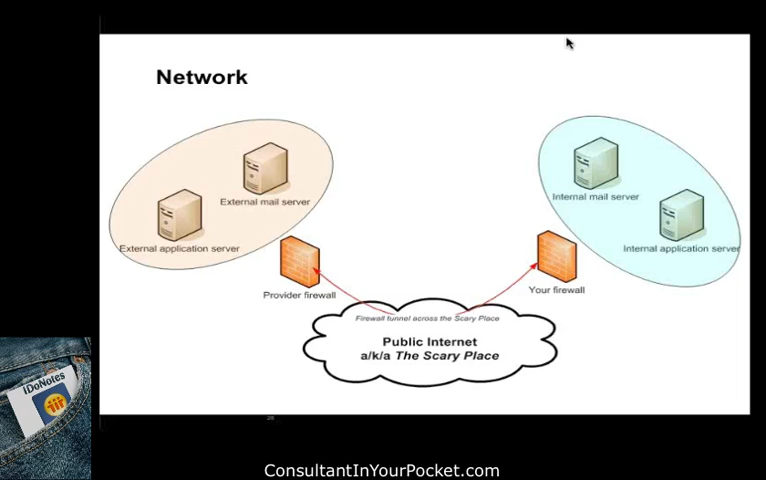 Network
External mail server
Internal mail server
External application server
Internal application server
Provider firewall
Your firewall
Firewall tunnel across the Scary Place
Public Internet
a/k/a The Scary Place
iDoNotes
ConsultantInYourPocket.com